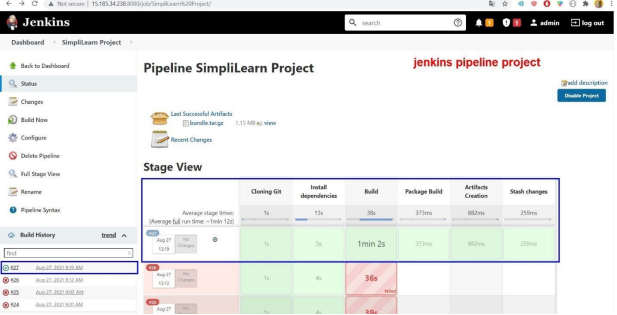 Not secure | 15.185.34.238:8080/job/SimpliLearn%20Project/
Jenkins
search
admin
log out
Dashboard
SimpliLearn Project
Back to Dashboard
Status
Changes
Build Now
Configure
Delete Pipeline
Full Stage View
Rename
Pipeline Syntax
Build History
trend
find
#27 Aug 27, 2021 9:19 AM
#26 Aug 27, 2021 9:12 AM
#25 Aug 27, 2021 9:02 AM
#24 Aug 27, 2021 9:01 AM
Pipeline SimpliLearn Project
jenkins pipeline project
add description
Disable Project
Last Successful Artifacts
bundle.tar.gz 1.15 MB view
Recent Changes
Stage View
Cloning Git
Install dependencies
Build
Package Build
Artifacts Creation
Stash changes
Average stage times:
(Average full run time: ~1min 12s)
1s 13s 38s 373ms 882ms 259ms
#27
Aug 27
12:19
No Changes
1s 5s 1min 2s 373ms 882ms 259ms
#26
Aug 27
12:12
No Changes
1s 4s 36s
failed
#25
Aug 27
No
1s 4s 39s